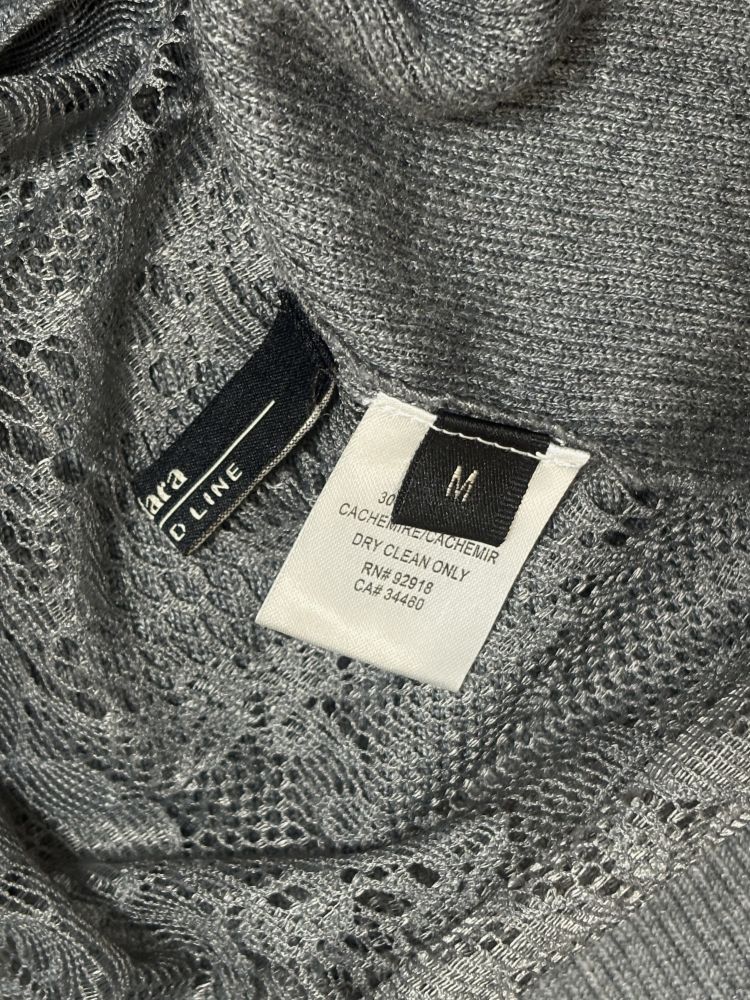 ara
D LINE
M
30
CACHEMIRE/CACHEMIR
DRY CLEAN ONLY
RN# 92918
CA# 34460